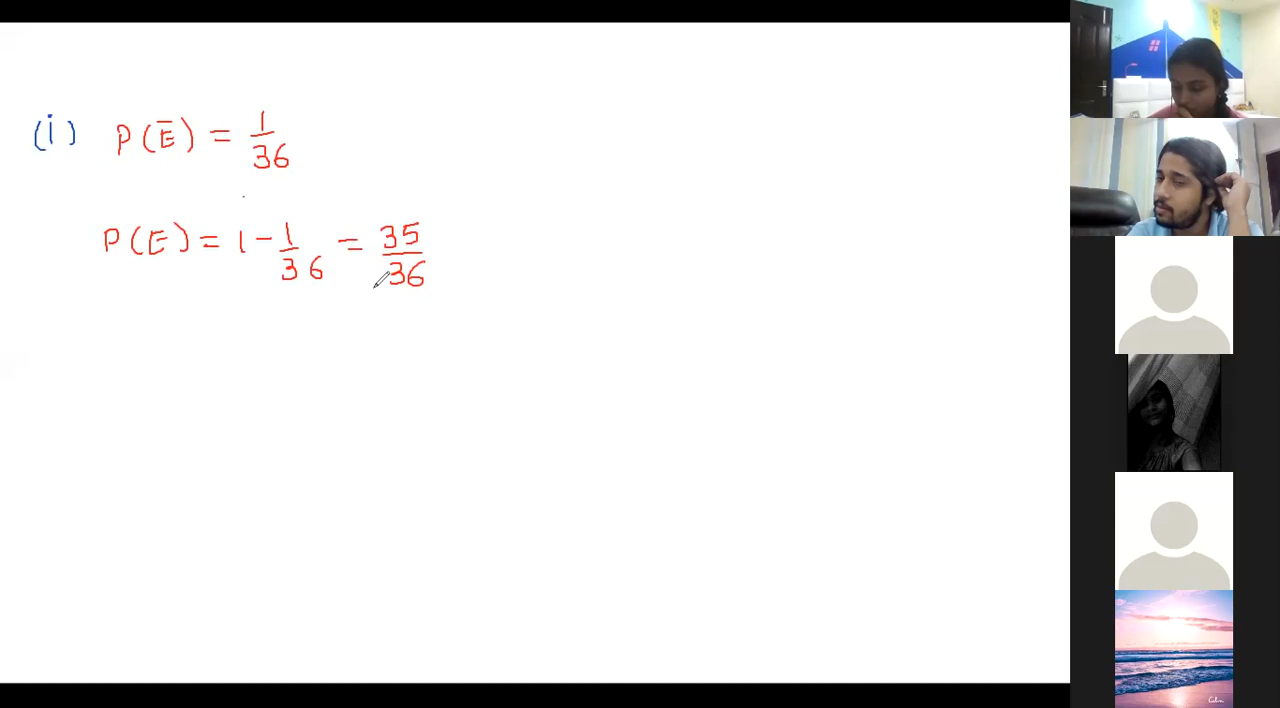 (i) P(E̅) = 1/36
P(E) = 1 - 1/36 = 35/36